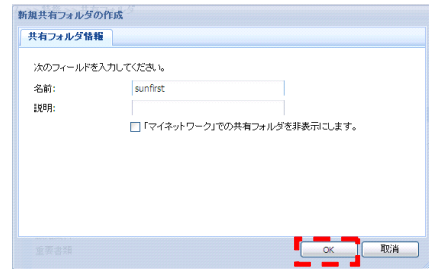 新規共有フォルダの作成
共有フォルダ情報
次のフィールドを入力してください。
名前: sunfirst
説明:
「マイネットワーク」での共有フォルダを非表示にします。
OK 取消